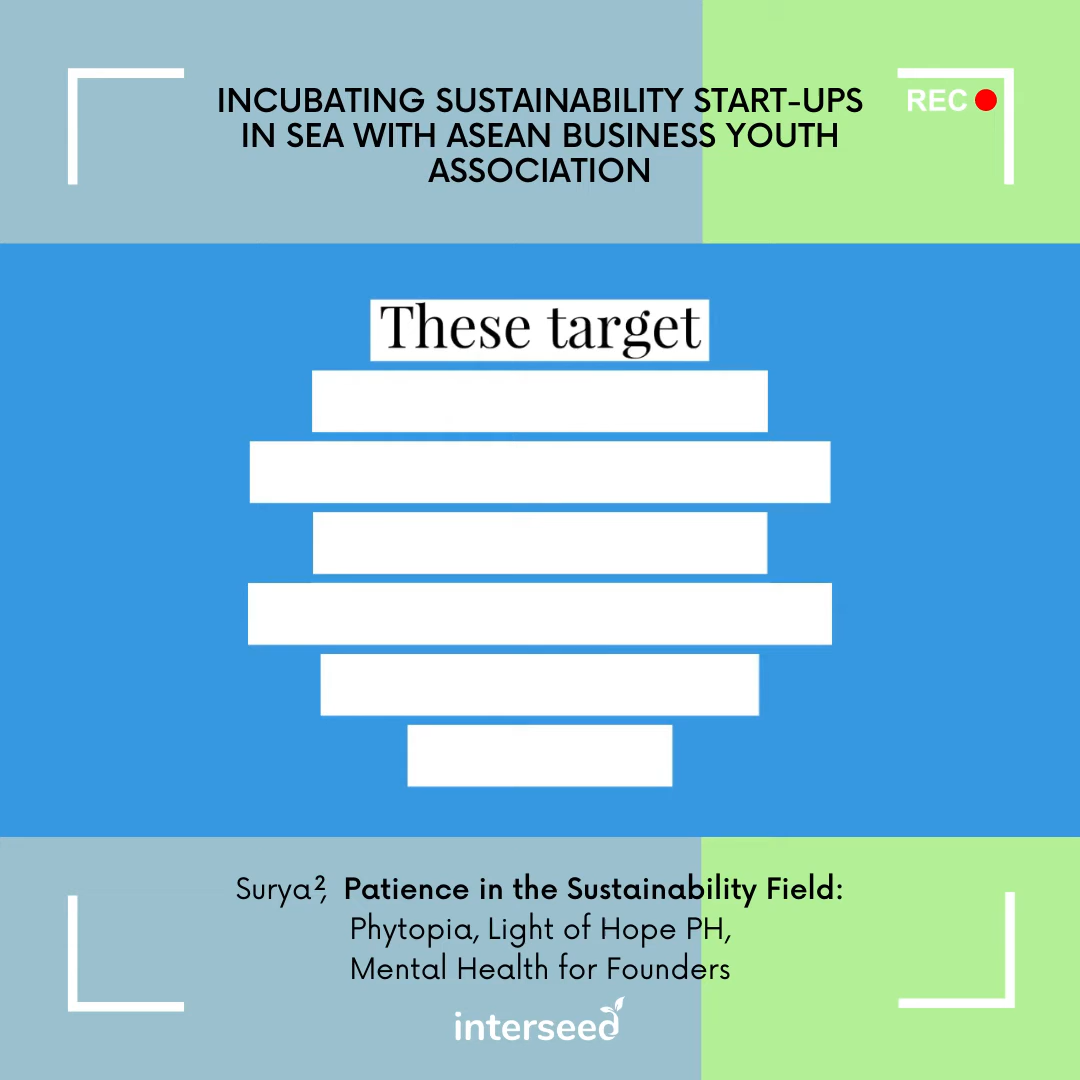 INCUBATING SUSTAINABILITY START-UPS
IN SEA WITH ASEAN BUSINESS YOUTH
ASSOCIATION
REC
These target
Surya², Patience in the Sustainability Field:
Phytopia, Light of Hope PH,
Mental Health for Founders
interseed